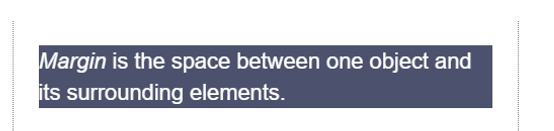 Margin is the space between one object and
its surrounding elements.